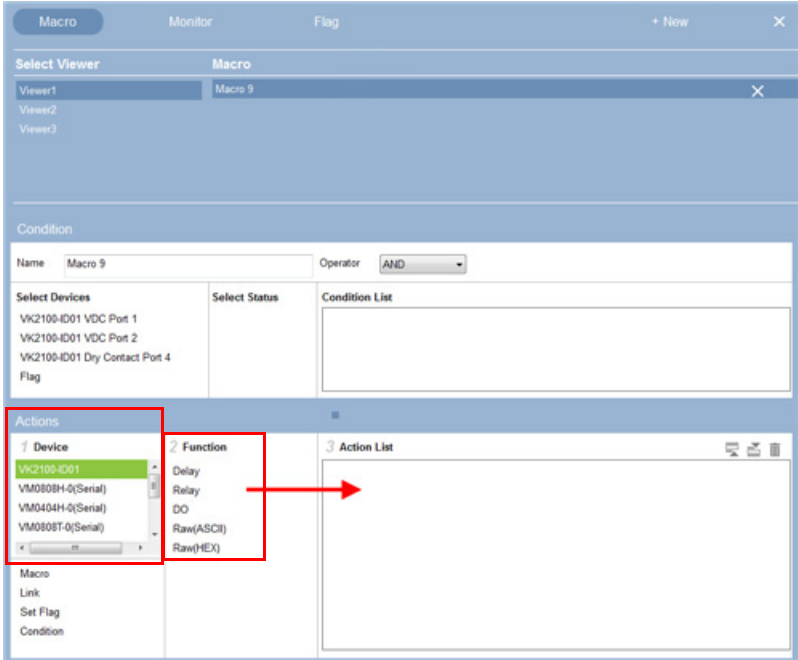 Macro Monitor Flag + New
Select Viewer Macro
Viewer1 Macro 9
Viewer2
Viewer3
Condition
Name Macro 9 Operator AND
Select Devices Select Status Condition List
VK2100-ID01 VDC Port 1
VK2100-ID01 VDC Port 2
VK2100-ID01 Dry Contact Port 4
Flag
Actions
1 Device 2 Function 3 Action List
VK2100-ID01 Delay
VM0808H-0(Serial) Relay
VM0404H-0(Serial) DO
VM0808T-0(Serial) Raw(ASCII)
Raw(HEX)
Macro
Link
Set Flag
Condition